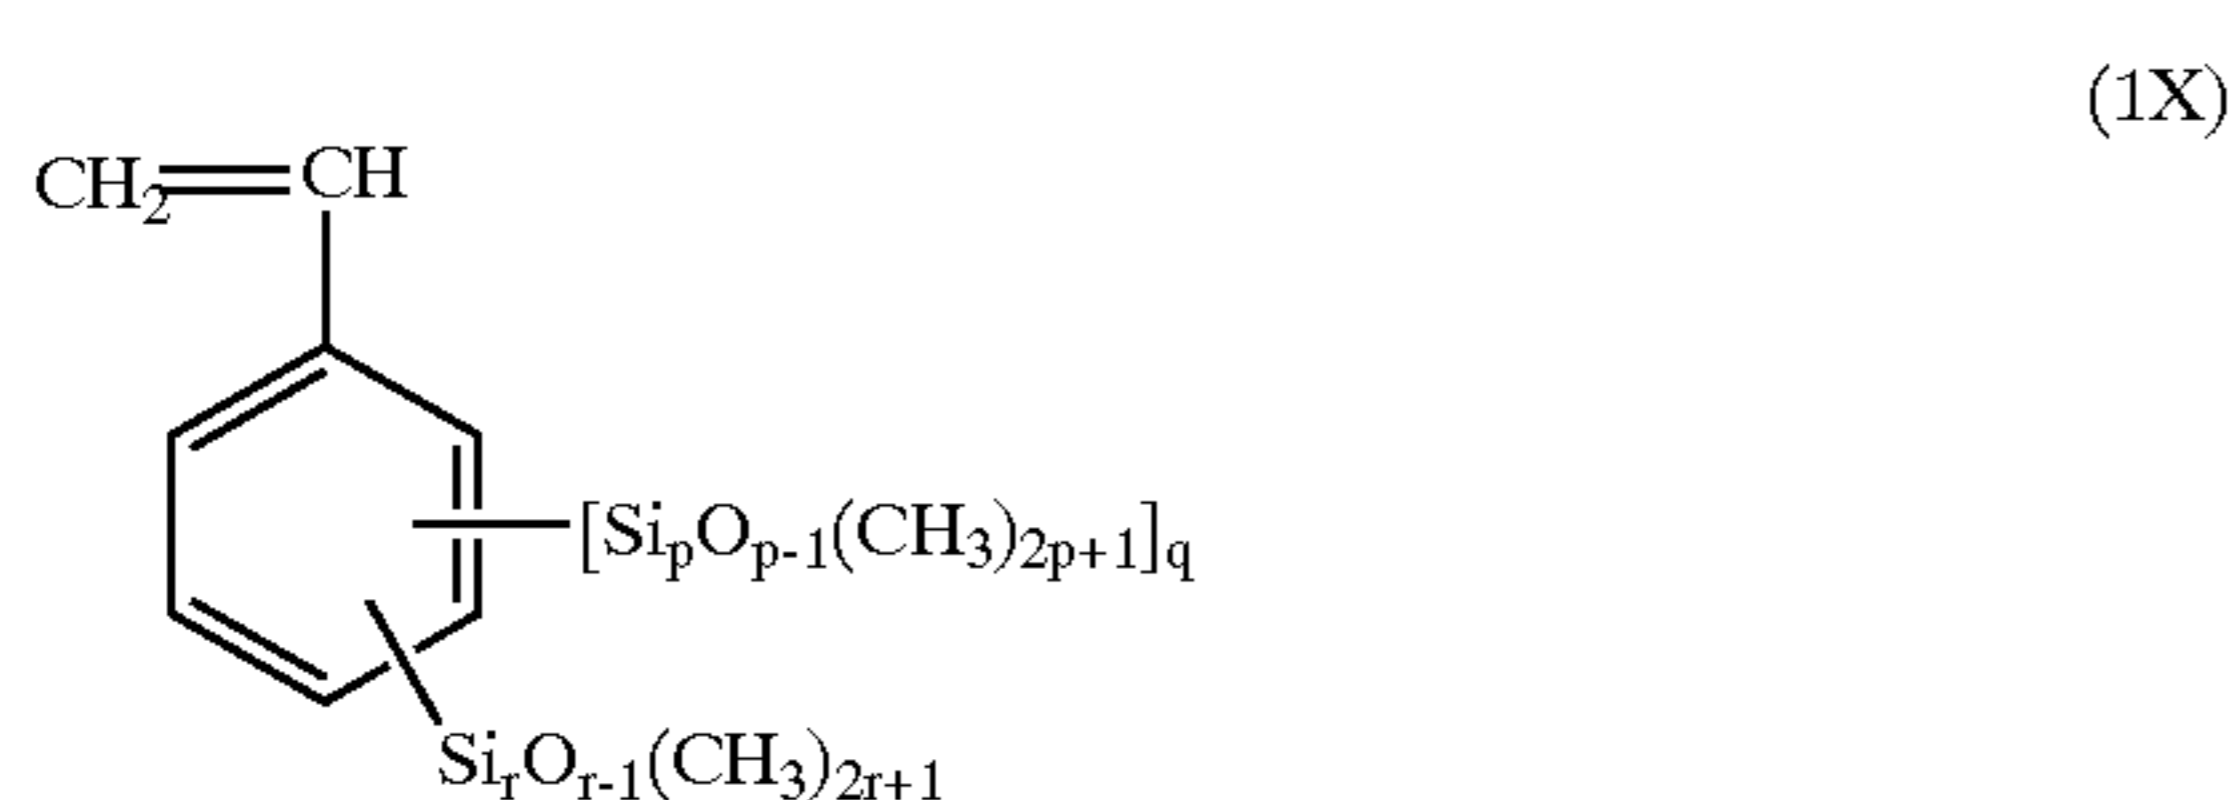 (1X)
CH₂=CH
[SiₚOₚ₋₁(CH₃)₂ₚ₊₁]q
SiᵣOᵣ₋₁(CH₃)₂ᵣ₊₁